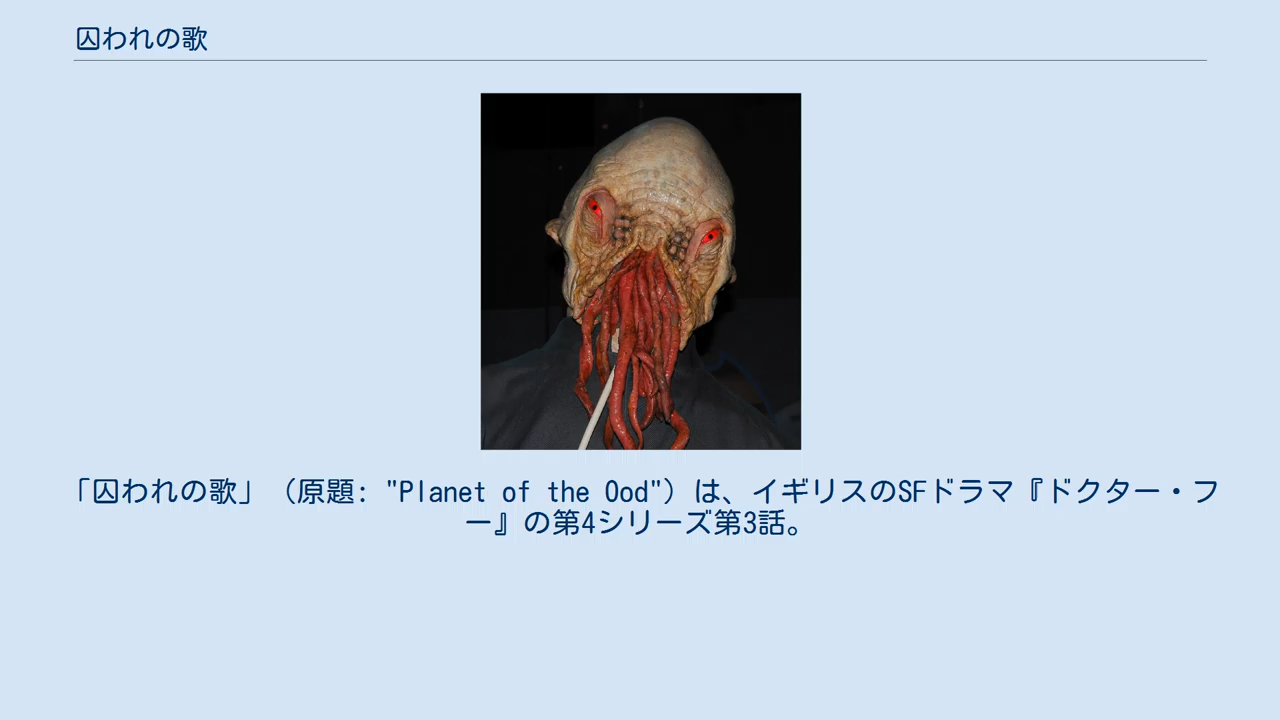 囚われの歌
「囚われの歌」（原題: "Planet of the Ood"）は、イギリスのSFドラマ『ドクター・フ
ー』の第4シリーズ第3話。